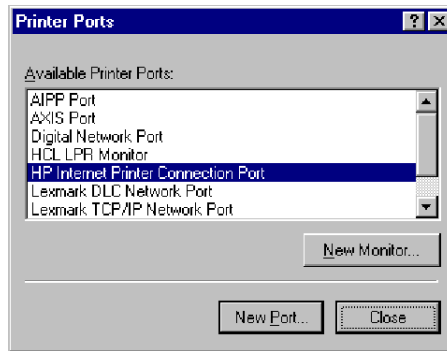 Printer Ports
Available Printer Ports:
AIPP Port
AXIS Port
Digital Network Port
HCL LPR Monitor
HP Internet Printer Connection Port
Lexmark DLC Network Port
Lexmark TCP/IP Network Port
New Monitor...
New Port...
Close